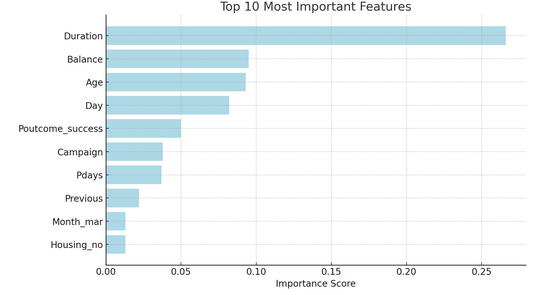 Top 10 Most Important Features
Duration
Balance
Age
Day
Poutcome_success
Campaign
Pdays
Previous
Month_mar
Housing_no
0.00 0.05 0.10 0.15 0.20 0.25
Importance Score